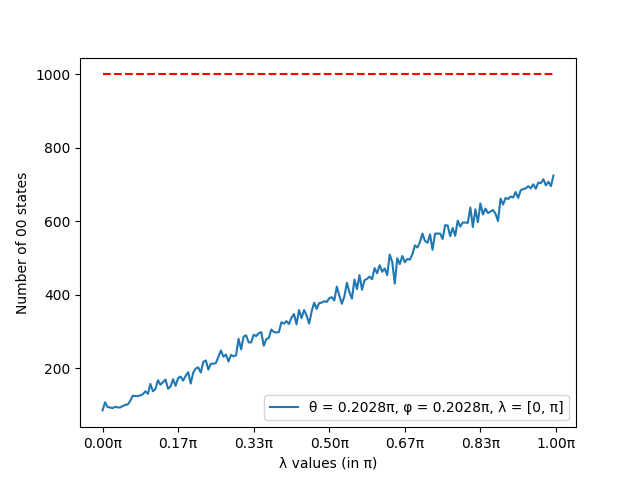 1000
800
600
400
200
Number of 00 states
θ = 0.2028π, φ = 0.2028π, λ = [0, π]
0.00π 0.17π 0.33π 0.50π 0.67π 0.83π 1.00π
λ values (in π)